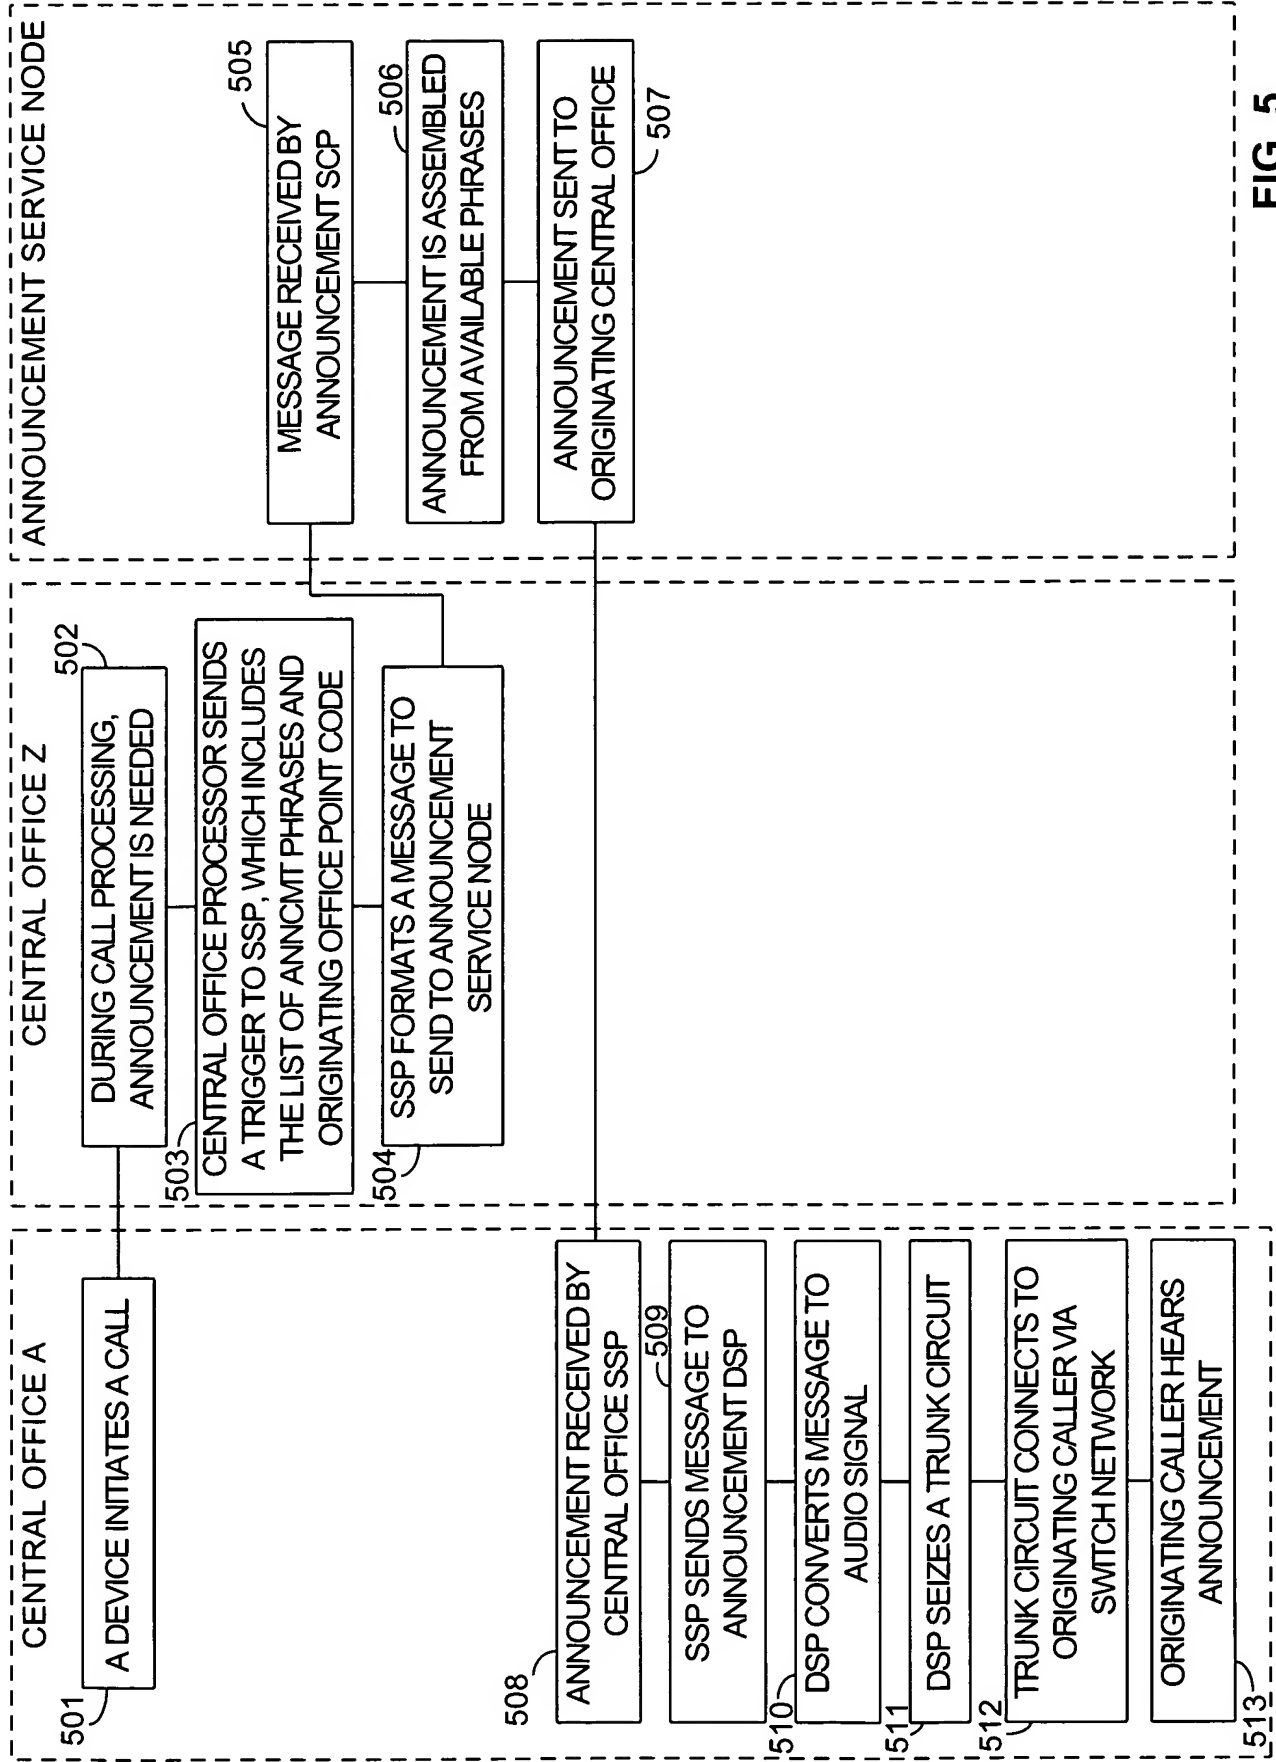 CENTRAL OFFICE A
501
A DEVICE INITIATES A CALL
508
ANNOUNCEMENT RECEIVED BY
CENTRAL OFFICE SSP
509
SSP SENDS MESSAGE TO
ANNOUNCEMENT DSP
510
DSP CONVERTS MESSAGE TO
AUDIO SIGNAL
511
DSP SEIZES A TRUNK CIRCUIT
512
TRUNK CIRCUIT CONNECTS TO
ORIGINATING CALLER VIA
SWITCH NETWORK
513
ORIGINATING CALLER HEARS
ANNOUNCEMENT
CENTRAL OFFICE Z
502
DURING CALL PROCESSING,
ANNOUNCEMENT IS NEEDED
503
CENTRAL OFFICE PROCESSOR SENDS
A TRIGGER TO SSP, WHICH INCLUDES
THE LIST OF ANNCMT PHRASES AND
ORIGINATING OFFICE POINT CODE
504
SSP FORMATS A MESSAGE TO
SEND TO ANNOUNCEMENT
SERVICE NODE
ANNOUNCEMENT SERVICE NODE
505
MESSAGE RECEIVED BY
ANNOUNCEMENT SCP
506
ANNOUNCEMENT IS ASSEMBLED
FROM AVAILABLE PHRASES
ANNOUNCEMENT SENT TO
ORIGINATING CENTRAL OFFICE
507
FIG. 5